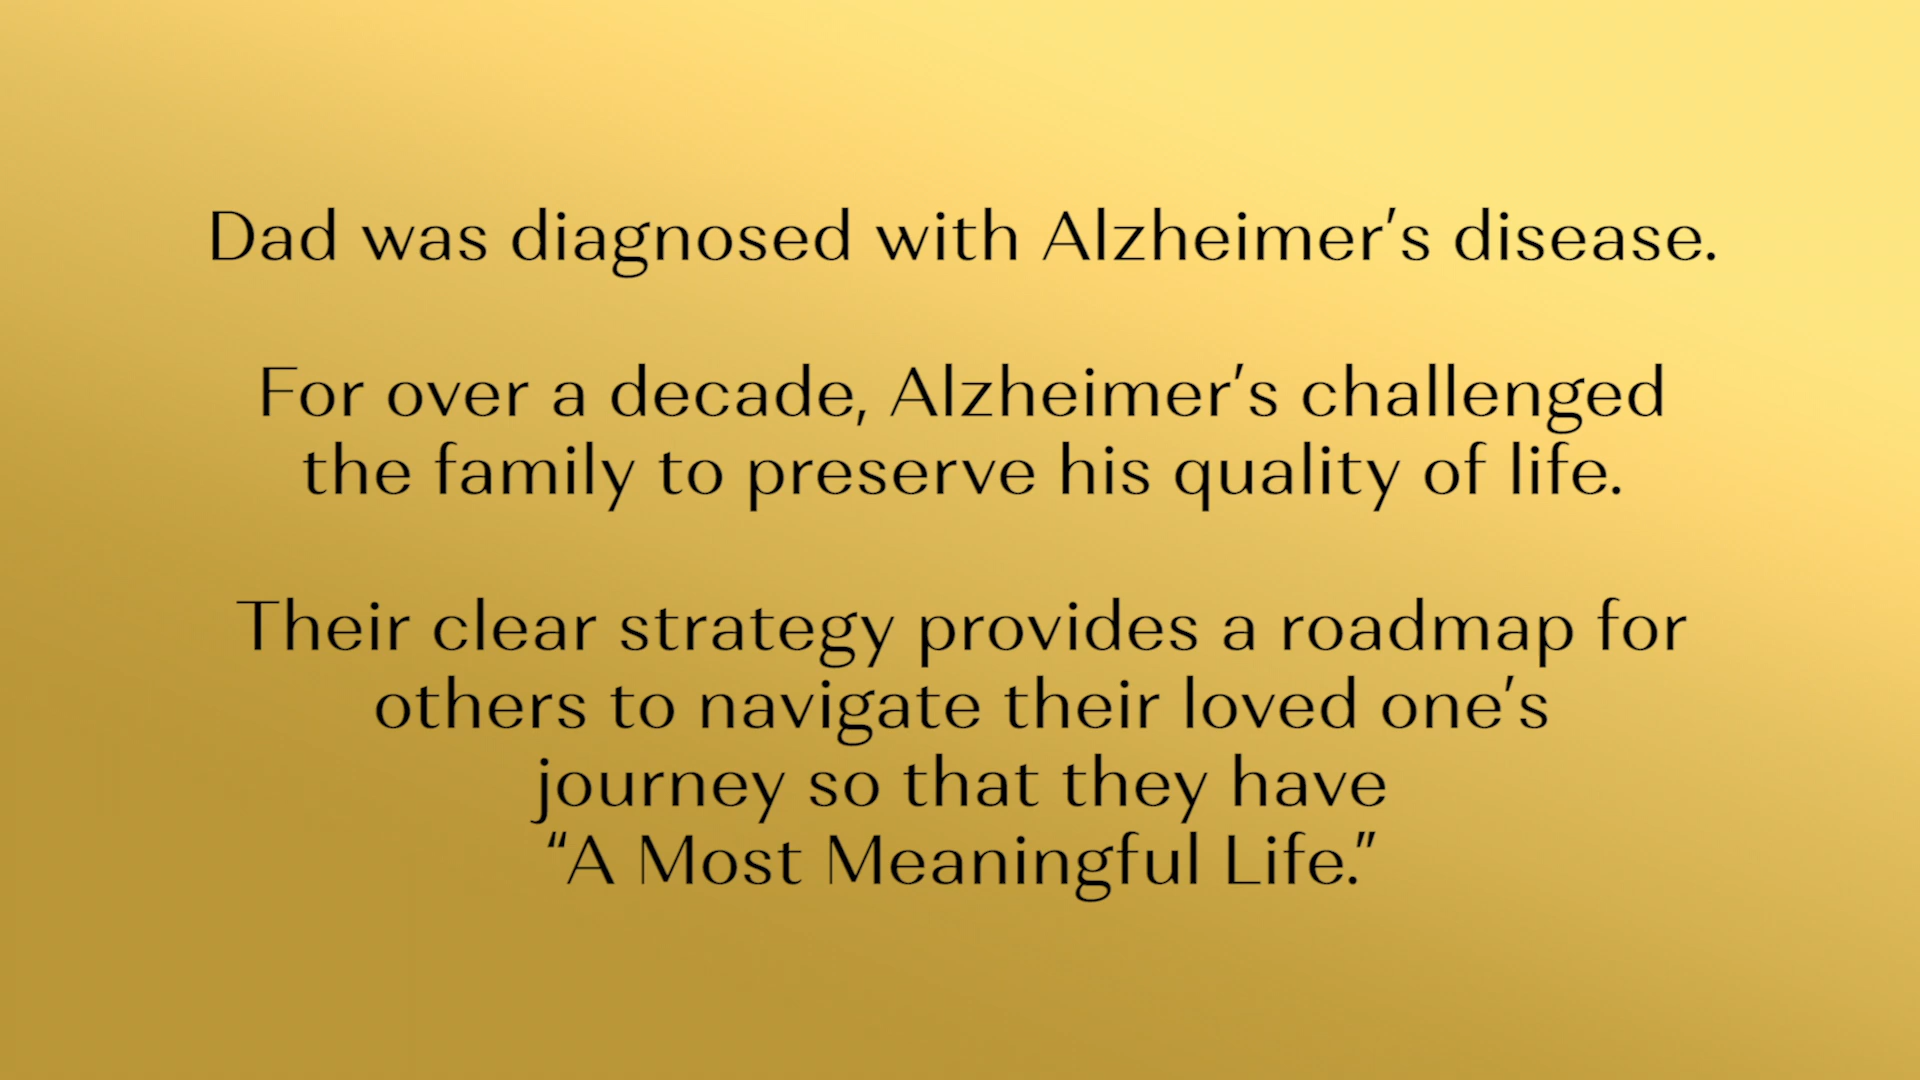 Dad was diagnosed with Alzheimer’s disease.
For over a decade, Alzheimer’s challenged
the family to preserve his quality of life.
Their clear strategy provides a roadmap for
others to navigate their loved one’s
journey so that they have
“A Most Meaningful Life.”